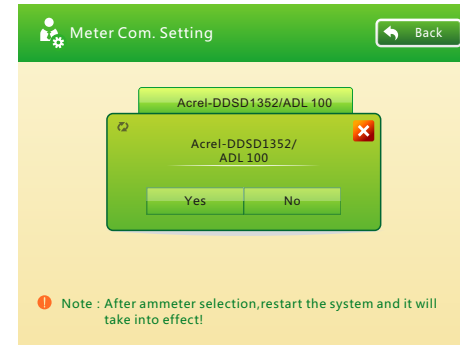 Meter Com. Setting
Back
Acrel-DDSD1352/ADL 100
Acrel-DDSD1352/
ADL 100
Yes No
Note : After ammeter selection,restart the system and it will
take into effect!